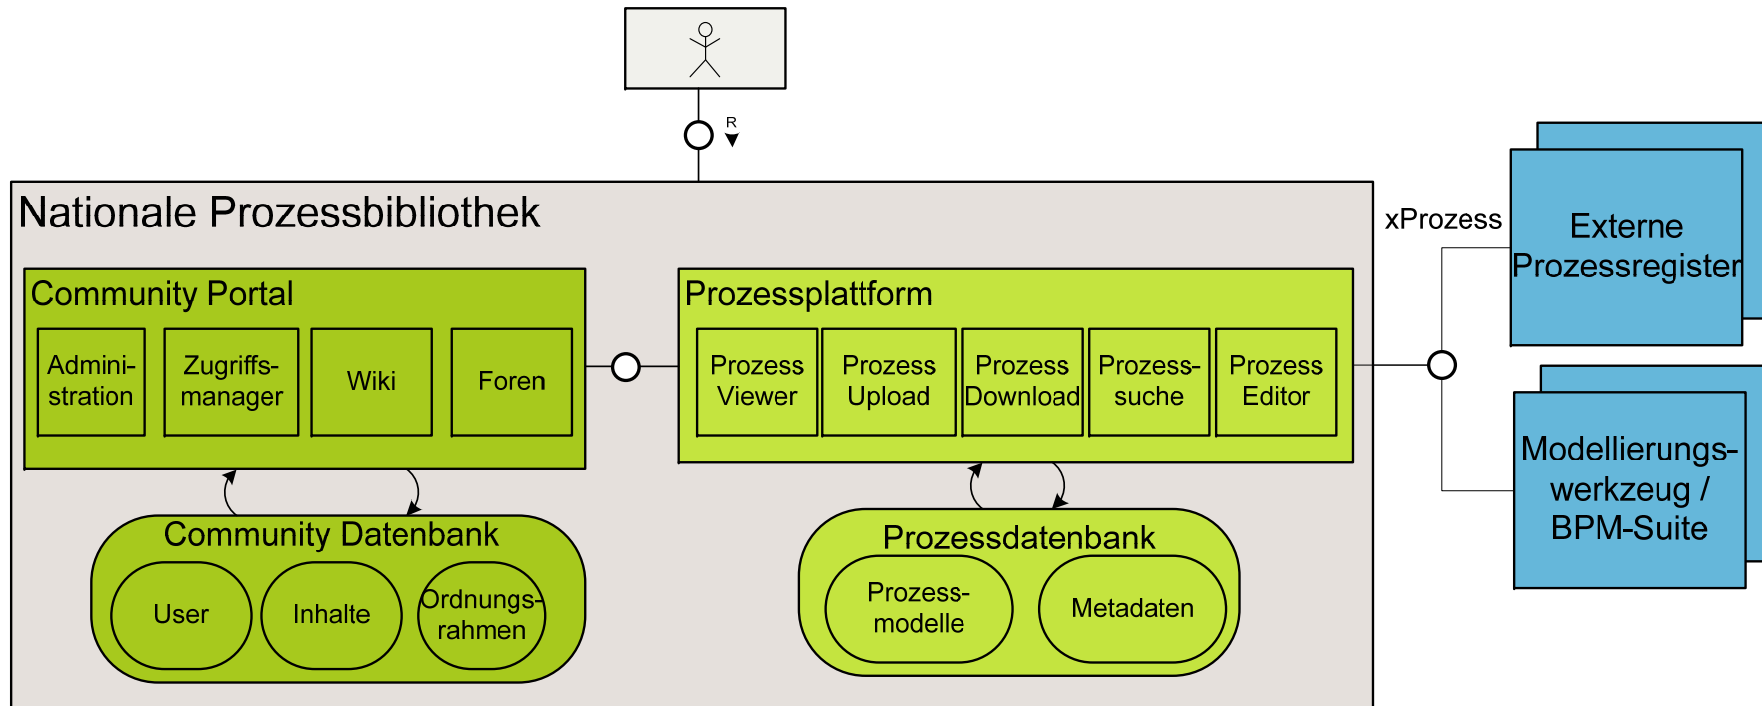 R
Nationale Prozessbibliothek
xProzess
Externe
Prozessregister
Community Portal
Admini-
stration
Zugriffs-
manager
Wiki
Foren
Prozessplattform
Prozess
Viewer
Prozess
Upload
Prozess
Download
Prozess-
suche
Prozess
Editor
Modellierungs-
werkzeug /
BPM-Suite
Community Datenbank
User
Inhalte
Ordnungs-
rahmen
Prozessdatenbank
Prozess-
modelle
Metadaten